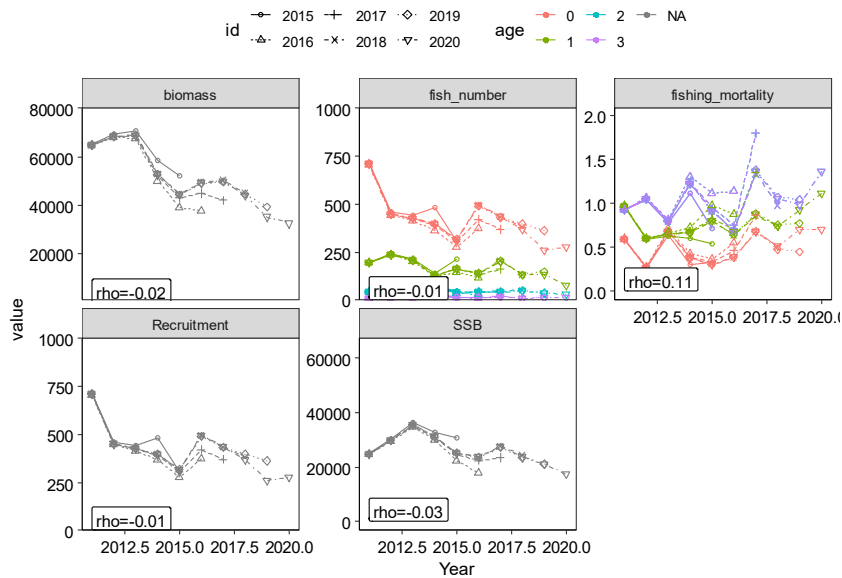 id 2015 2017 2019 age 0 2 NA
2016 2018 2020 1 3
biomass fish_number fishing_mortality
80000 1000 2.0
60000 750 1.5
40000 500 1.0
20000 250 0.5
0 0.0
rho=-0.02 rho=-0.01 rho=0.11
2012.5 2015.0 2017.5 2020.0
value
Recruitment SSB
1000 60000
750 40000
500 20000
250 0
0
rho=-0.01 rho=-0.03
2012.5 2015.0 2017.5 2020.0 2012.5 2015.0 2017.5 2020.0
Year